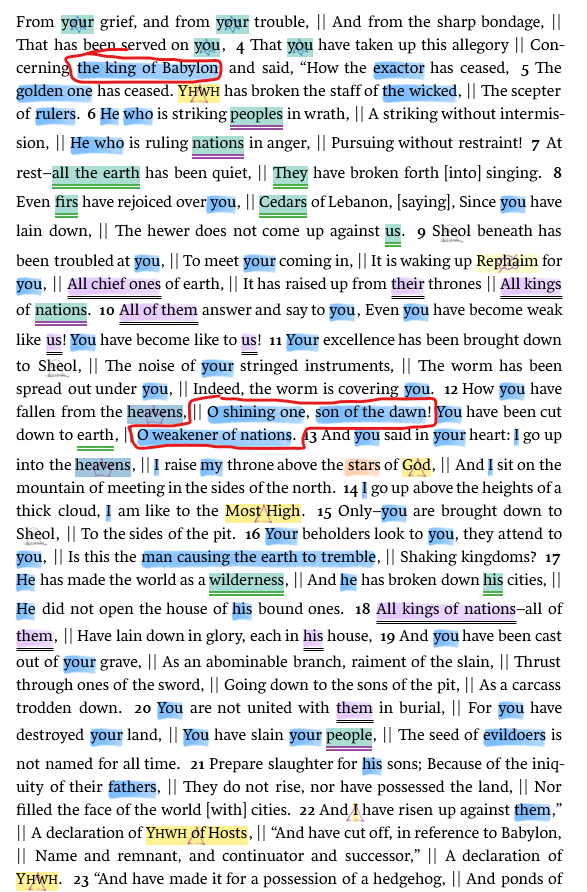 From your grief, and from your trouble, || And from the sharp bondage, ||
That has been served on you, 4 That you have taken up this allegory || Con-
cerning the king of Babylon and said, “How the exactor has ceased, 5 The
golden one has ceased. YHWH has broken the staff of the wicked, || The scepter
of rulers. 6 He who is striking peoples in wrath, || A striking without intermis-
sion, || He who is ruling nations in anger, || Pursuing without restraint! 7 At
rest–all the earth has been quiet, || They have broken forth [into] singing. 8
Even firs have rejoiced over you, || Cedars of Lebanon, [saying], Since you have
lain down, || The hewer does not come up against us. 9 Sheol beneath has
been troubled at you, || To meet your coming in, || It is waking up Rephaim for
you, || All chief ones of earth, || It has raised up from their thrones || All kings
of nations. 10 All of them answer and say to you, Even you have become weak
like us! You have become like to us! 11 Your excellence has been brought down
to Sheol, || The noise of your stringed instruments, || The worm has been
spread out under you, || Indeed, the worm is covering you. 12 How you have
fallen from the heavens, || O shining one, son of the dawn! You have been cut
down to earth, || O weakener of nations. 13 And you said in your heart: I go up
into the heavens, || I raise my throne above the stars of God, || And I sit on the
mountain of meeting in the sides of the north. 14 I go up above the heights of a
thick cloud, I am like to the Most High. 15 Only–you are brought down to
Sheol, || To the sides of the pit. 16 Your beholders look to you, they attend to
you, || Is this the man causing the earth to tremble, || Shaking kingdoms? 17
He has made the world as a wilderness, || And he has broken down his cities, ||
He did not open the house of his bound ones. 18 All kings of nations–all of
them, || Have lain down in glory, each in his house, 19 And you have been cast
out of your grave, || As an abominable branch, raiment of the slain, || Thrust
through ones of the sword, || Going down to the sons of the pit, || As a carcass
trodden down. 20 You are not united with them in burial, || For you have
destroyed your land, || You have slain your people, || The seed of evildoers is
not named for all time. 21 Prepare slaughter for his sons; Because of the iniq-
uity of their fathers, || They do not rise, nor have possessed the land, || Nor
filled the face of the world [with] cities. 22 And I have risen up against them,”
|| A declaration of YHWH of Hosts, || “And have cut off, in reference to Babylon,
|| Name and remnant, and continuator and successor,” || A declaration of
YHWH. 23 “And have made it for a possession of a hedgehog, || And ponds of